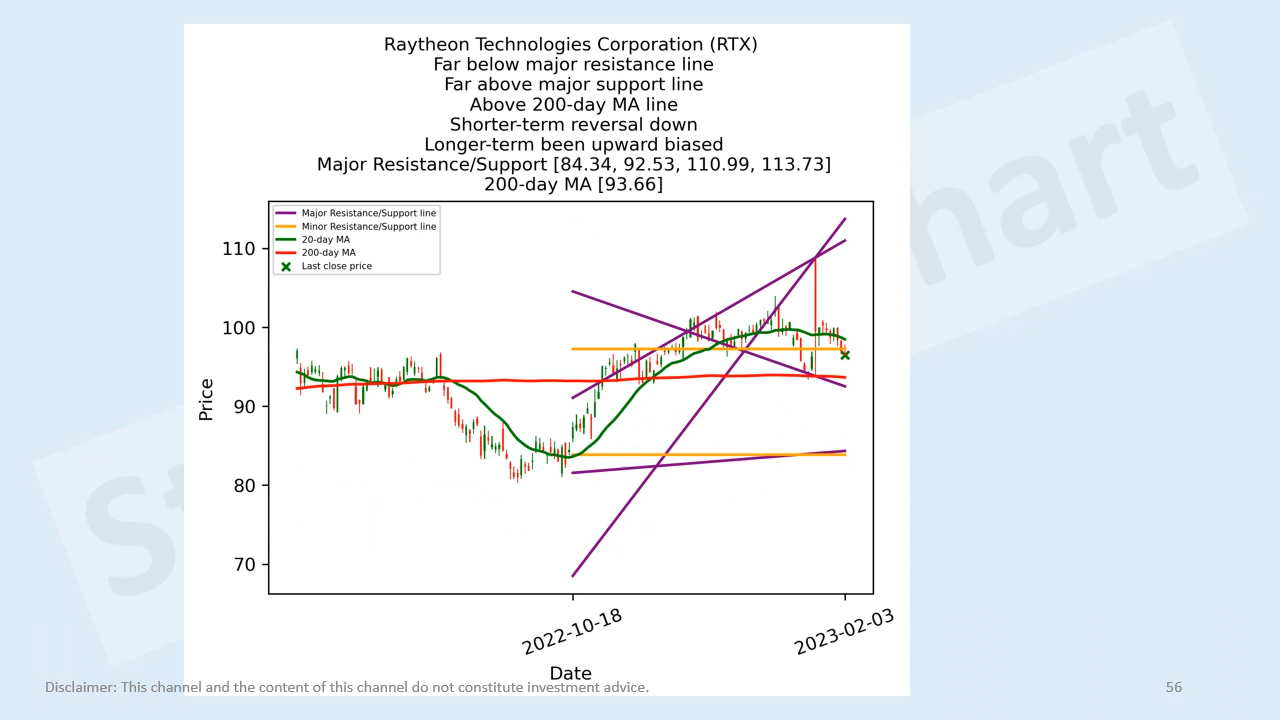 Raytheon Technologies Corporation (RTX)
Far below major resistance line
Far above major support line
Above 200-day MA line
Shorter-term reversal down
Longer-term been upward biased
Major Resistance/Support [84.34, 92.53, 110.99, 113.73]
200-day MA [93.66]
Major Resistance/Support line
Minor Resistance/Support line
20-day MA
200-day MA
Last close price
110
100
90
80
70
Price
2022-10-18
2023-02-03
Date
Disclaimer: This channel and the content of this channel do not constitute investment advice.
56